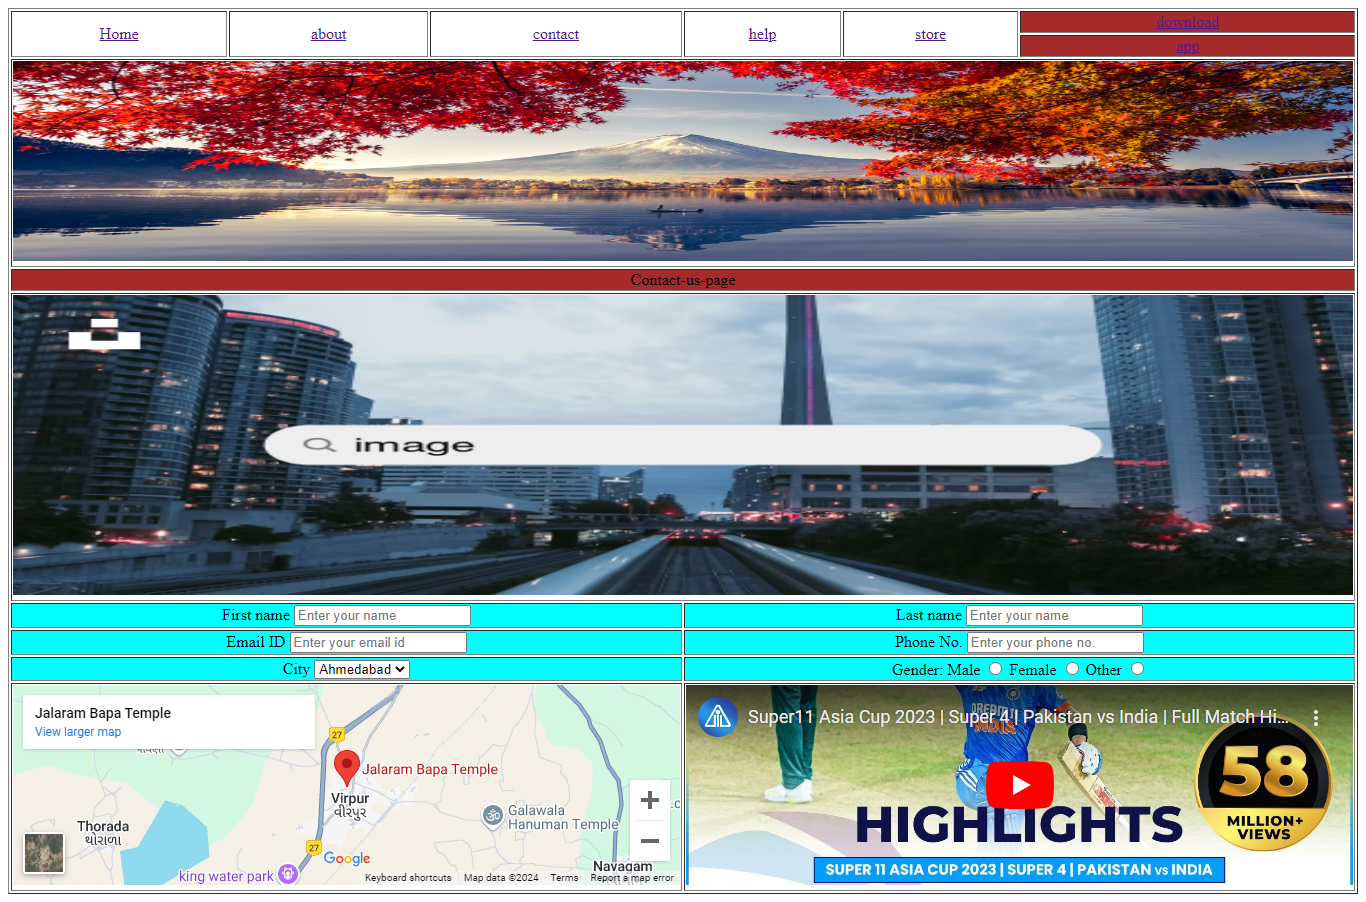 Home
about
contact
help
store
download
app
Contact-us-page
image
First name Enter your name
Last name Enter your name
Email ID Enter your email id
Phone No. Enter your phone no.
City Ahmedabad
Gender: Male Female Other
Jalaram Bapa Temple
View larger map
27
Jalaram Bapa Temple
Virpur
વીરપુર
Galawala
Hanuman Temple
Thorada
થોરાળા
27
Google
king water park
Navagam
Keyboard shortcuts Map data ©2024 Terms Report a map error
Super11 Asia Cup 2023 | Super 4 | Pakistan vs India | Full Match Hi...
DREAM11
INDIA
58
MILLION+
VIEWS
HIGHLIGHTS
SUPER 11 ASIA CUP 2023 | SUPER 4 | PAKISTAN vs INDIA